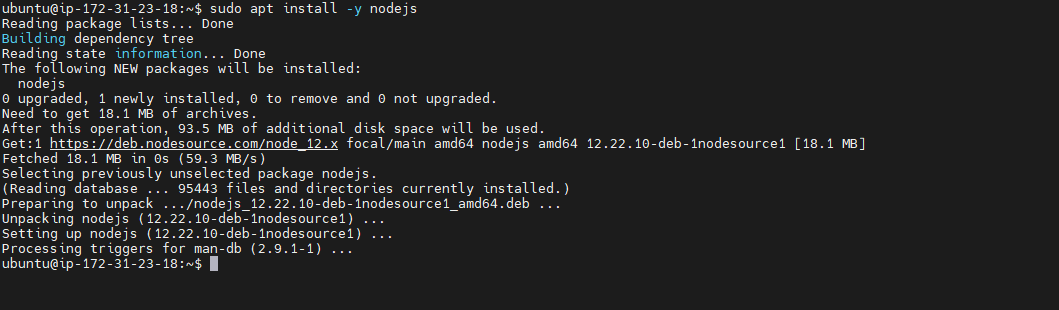 ubuntu@ip-172-31-23-18:~$ sudo apt install -y nodejs
Reading package lists... Done
Building dependency tree
Reading state information... Done
The following NEW packages will be installed:
  nodejs
0 upgraded, 1 newly installed, 0 to remove and 0 not upgraded.
Need to get 18.1 MB of archives.
After this operation, 93.5 MB of additional disk space will be used.
Get:1 https://deb.nodesource.com/node_12.x focal/main amd64 nodejs amd64 12.22.10-deb-1nodesource1 [18.1 MB]
Fetched 18.1 MB in 0s (59.3 MB/s)
Selecting previously unselected package nodejs.
(Reading database ... 95443 files and directories currently installed.)
Preparing to unpack .../nodejs_12.22.10-deb-1nodesource1_amd64.deb ...
Unpacking nodejs (12.22.10-deb-1nodesource1) ...
Setting up nodejs (12.22.10-deb-1nodesource1) ...
Processing triggers for man-db (2.9.1-1) ...
ubuntu@ip-172-31-23-18:~$